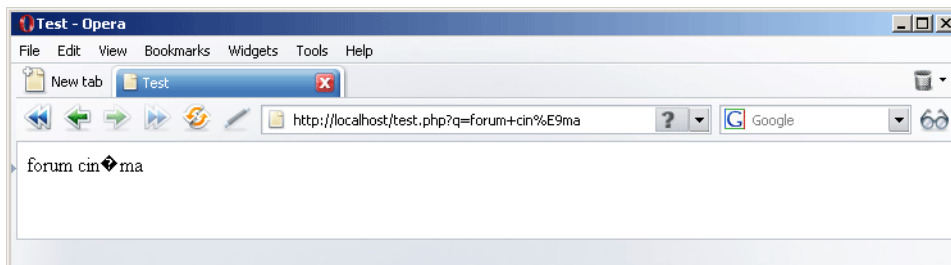 Test - Opera
File Edit View Bookmarks Widgets Tools Help
New tab Test
http://localhost/test.php?q=forum+cin%E9ma ? G Google
forum cin�ma